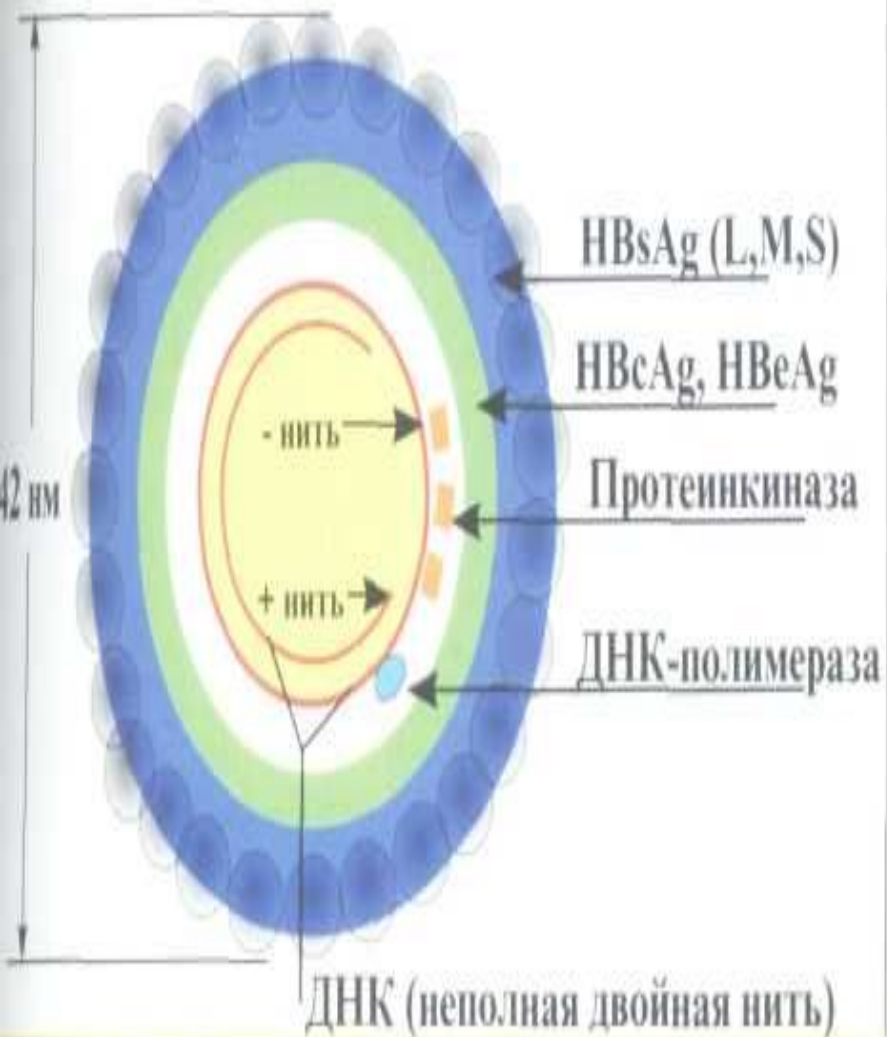 HBsAg (L,M,S)
HBcAg, HBeAg
- нить
42 нм
Протеинкиназа
+ нить
ДНК-полимераза
ДНК (неполная двойная нить)